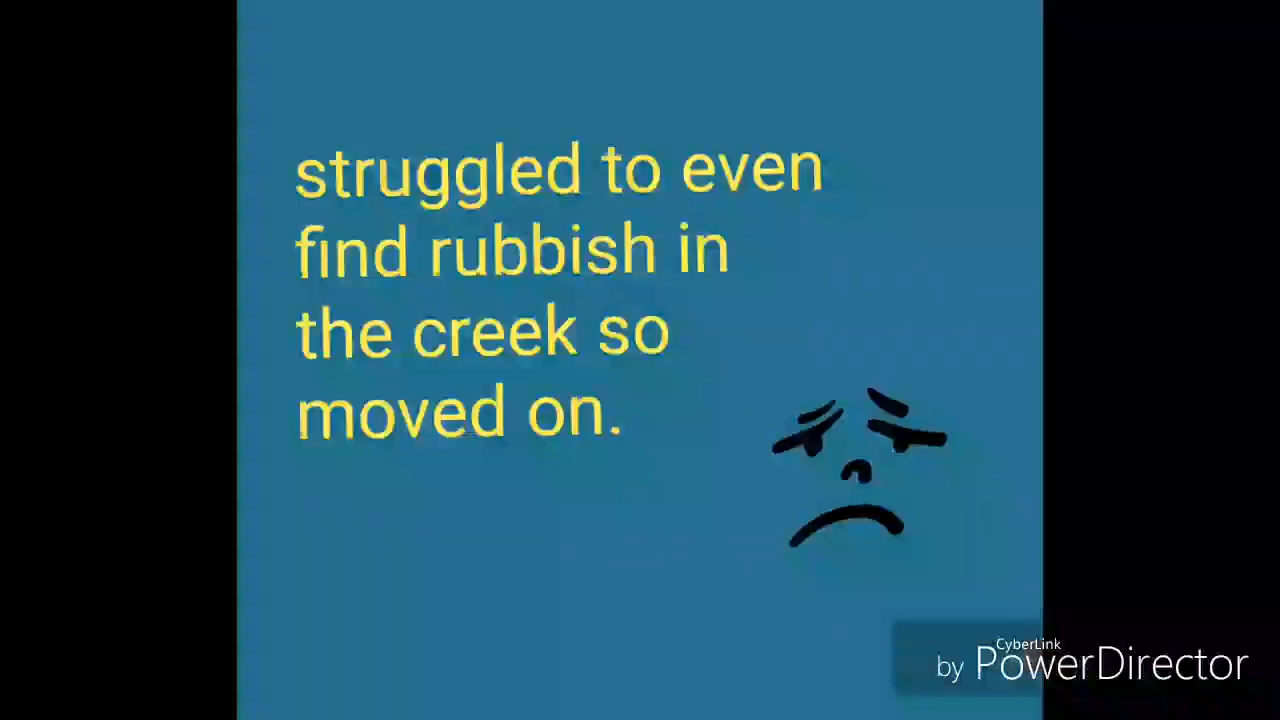 struggled to even
find rubbish in
the creek so
moved on.
CyberLink
by PowerDirector